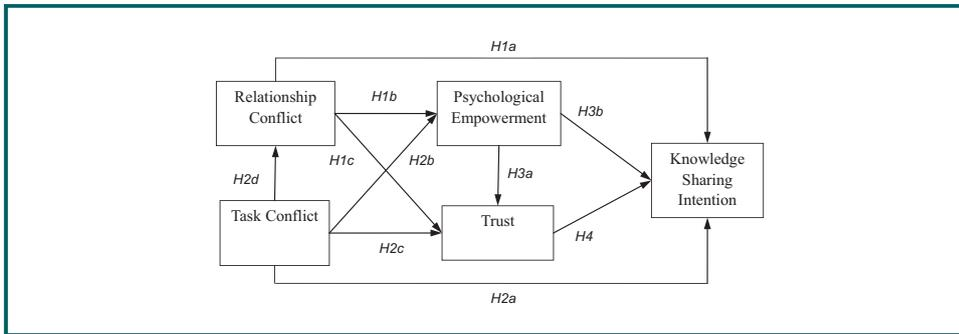 H1a
Relationship
Conflict
H1b
Psychological
Empowerment
H3b
H1c
H2b
Knowledge
Sharing
Intention
H2d
H3a
Task Conflict
H2c
Trust
H4
H2a